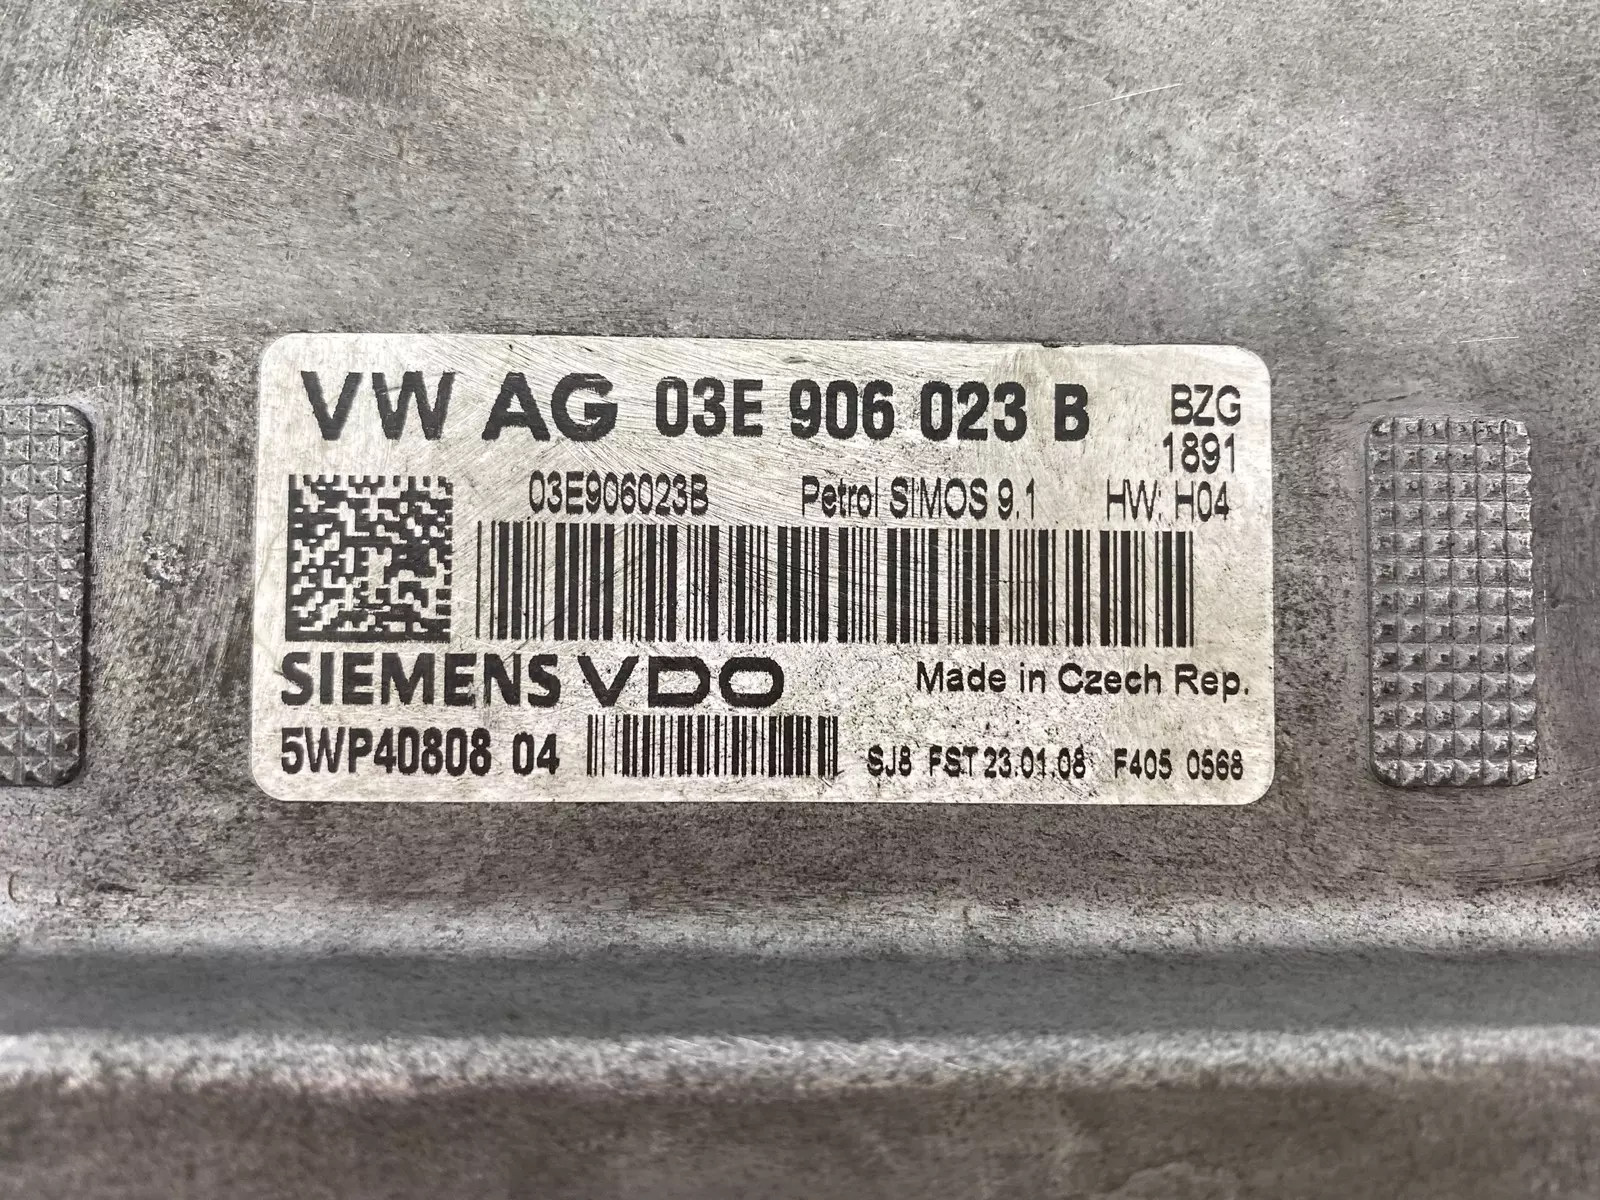 VW AG 03E 906 023 B BZG
1891
03E906023B Petrol SIMOS 9.1 HW: H04
SIEMENS VDO Made in Czech Rep.
5WP40808 04 SJ8 FST 23.01.08 F405 0568